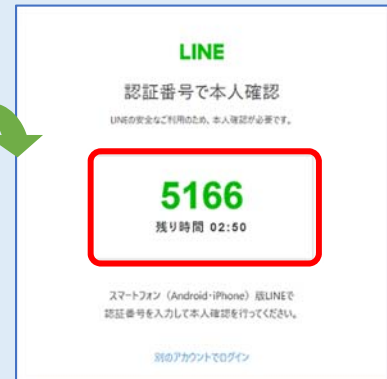 LINE
認証番号で本人確認
LINEの安全なご利用のため、本人確認が必要です。
5166
残り時間 02:50
スマートフォン（Android・iPhone）版LINEで
認証番号を入力して本人確認を行ってください。
別のアカウントでログイン